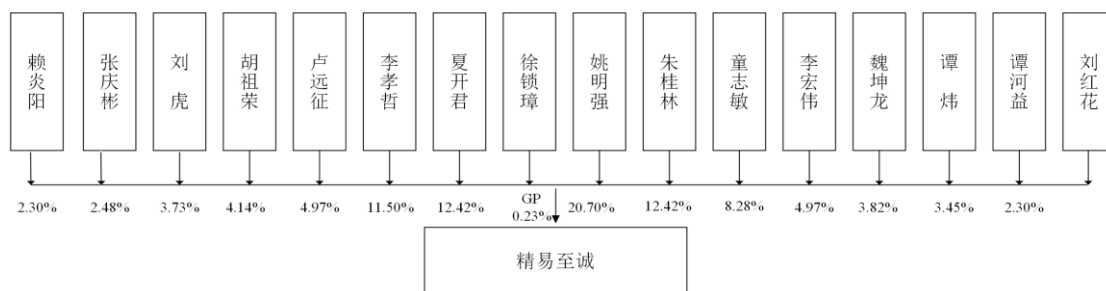 赖炎阳
张庆彬
刘 虎
胡祖荣
卢远征
李孝哲
夏开君
徐锁璋
姚明强
朱桂林
童志敏
李宏伟
魏坤龙
谭 炜
谭河益
刘红花
2.30%
2.48%
3.73%
4.14%
4.97%
11.50%
12.42%
GP
0.23%
20.70%
12.42%
8.28%
4.97%
3.82%
3.45%
2.30%
精易至诚